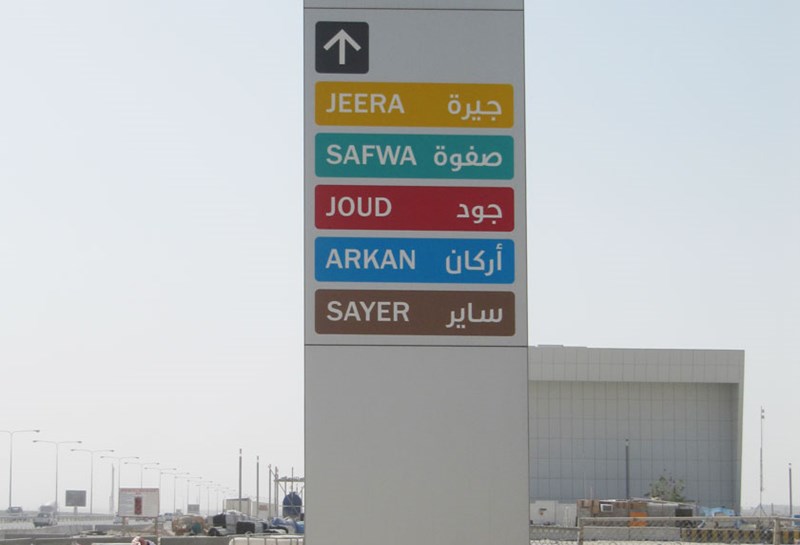 JEERA جيرة
SAFWA صفوة
JOUD جود
ARKAN أركان
SAYER ساير